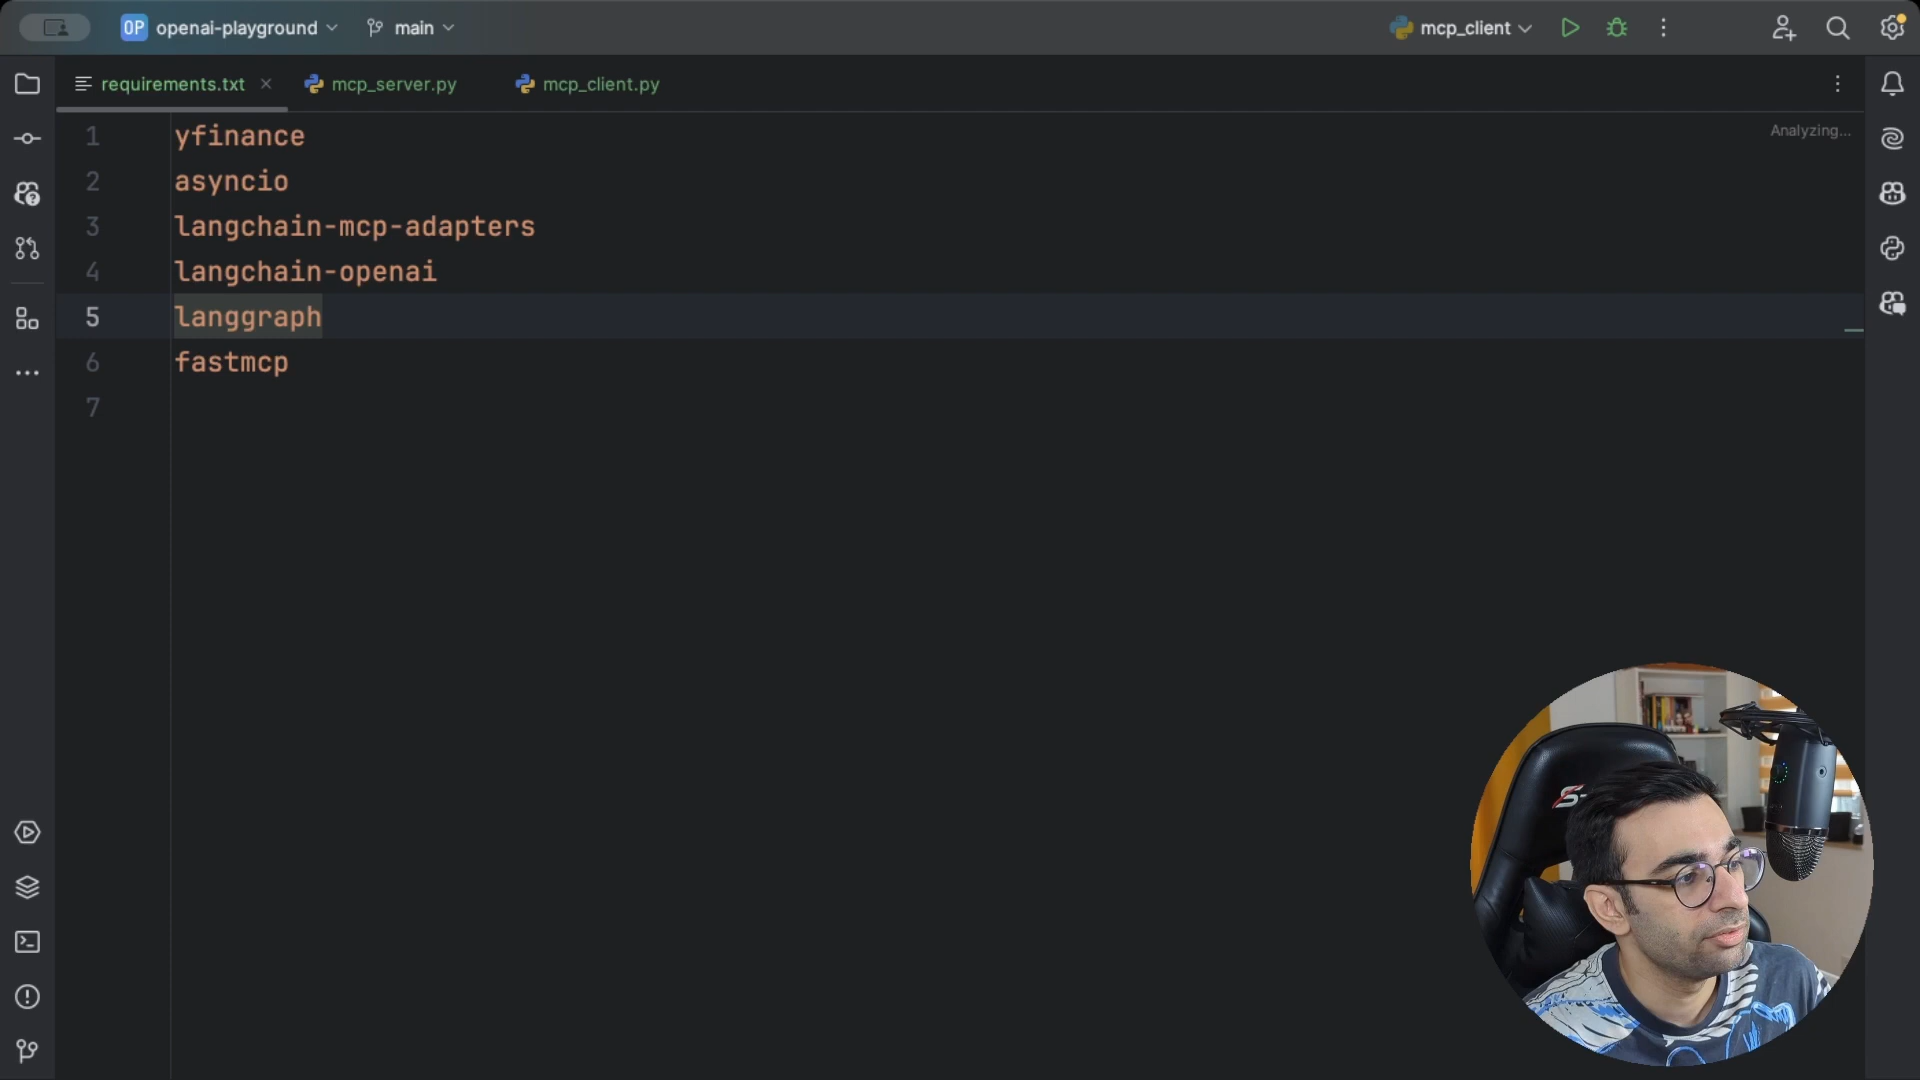 OP openai-playground main mcp_client
requirements.txt mcp_server.py mcp_client.py
Analyzing...
1 yfinance
2 asyncio
3 langchain-mcp-adapters
4 langchain-openai
5 langgraph
6 fastmcp
7